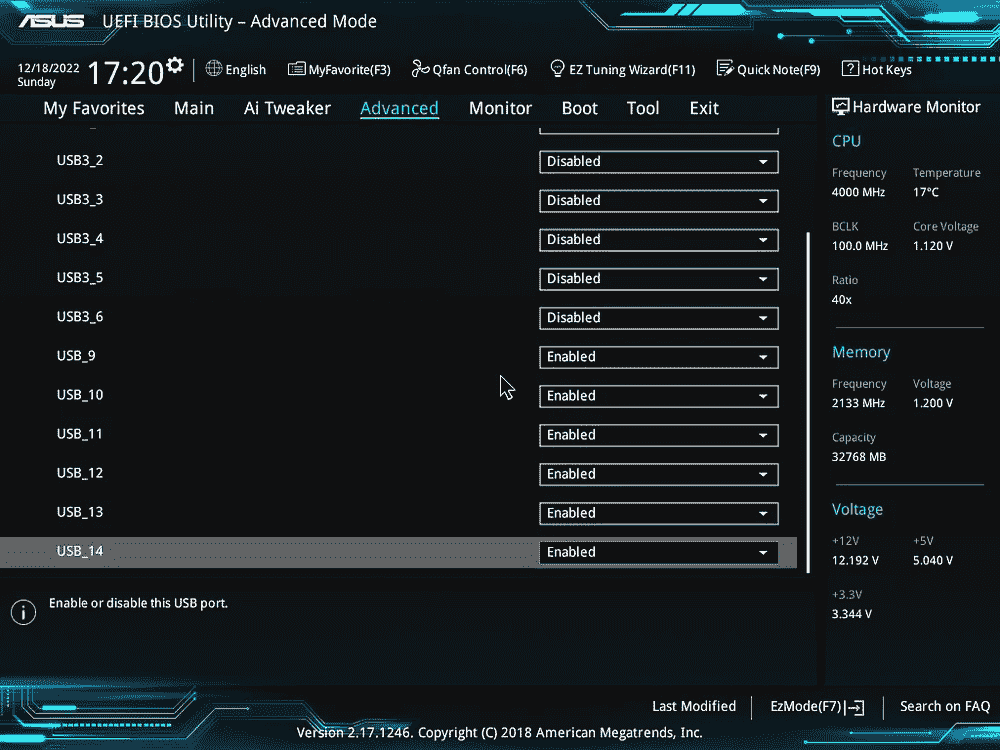 ASUS UEFI BIOS Utility – Advanced Mode
12/18/2022
Sunday
17:20
English
MyFavorite(F3)
Qfan Control(F6)
EZ Tuning Wizard(F11)
Quick Note(F9)
? Hot Keys
My Favorites Main Ai Tweaker Advanced Monitor Boot Tool Exit
USB3_2 Disabled
USB3_3 Disabled
USB3_4 Disabled
USB3_5 Disabled
USB3_6 Disabled
USB_9 Enabled
USB_10 Enabled
USB_11 Enabled
USB_12 Enabled
USB_13 Enabled
USB_14 Enabled
i Enable or disable this USB port.
Hardware Monitor
CPU
Frequency Temperature
4000 MHz 17°C
BCLK Core Voltage
100.0 MHz 1.120 V
Ratio
40x
Memory
Frequency Voltage
2133 MHz 1.200 V
Capacity
32768 MB
Voltage
+12V +5V
12.192 V 5.040 V
+3.3V
3.344 V
Last Modified EzMode(F7) Search on FAQ
Version 2.17.1246. Copyright (C) 2018 American Megatrends, Inc.